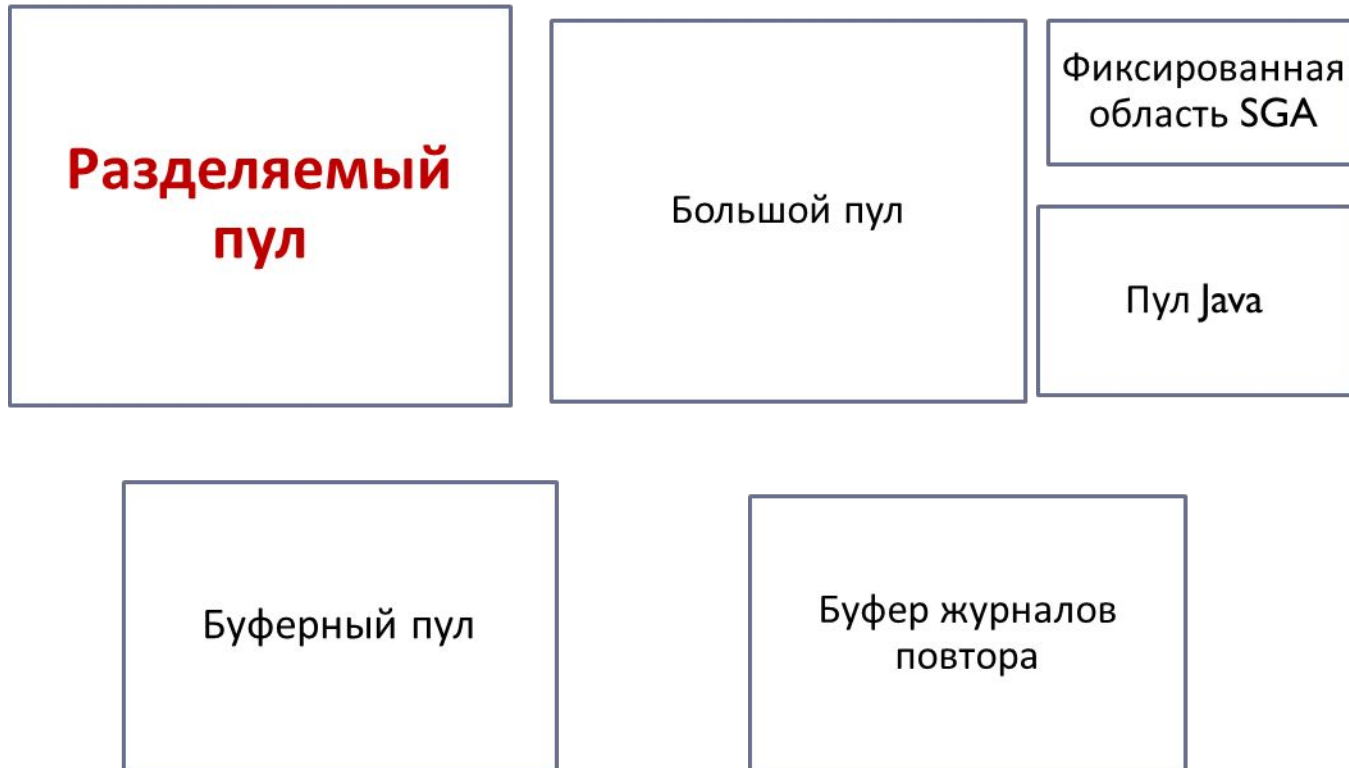 Разделяемый
пул
Большой пул
Фиксированная
область SGA
Пул Java
Буферный пул
Буфер журналов
повтора